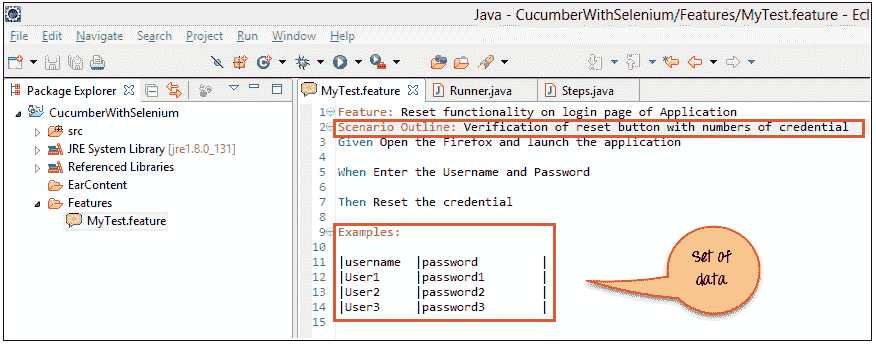 Java - CucumberWithSelenium/Features/MyTest.feature - Ecl
File Edit Navigate Search Project Run Window Help
Package Explorer
CucumberWithSelenium
src
JRE System Library [jre1.8.0_131]
Referenced Libraries
EarContent
Features
MyTest.feature
MyTest.feature Runner.java Steps.java
1 Feature: Reset functionality on login page of Application
2 Scenario Outline: Verification of reset button with numbers of credential
3 Given Open the Firefox and launch the application
4
5 When Enter the Username and Password
6
7 Then Reset the credential
8
9 Examples:
10
11 |username |password |
12 |User1 |password1 |
13 |User2 |password2 |
14 |User3 |password3 |
15
set of
data